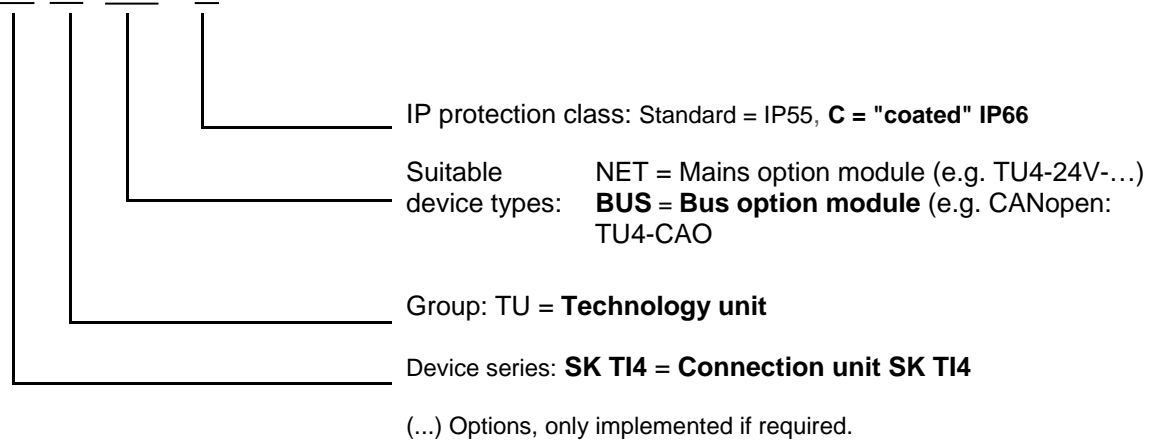 IP protection class: Standard = IP55, C = "coated" IP66
Suitable NET = Mains option module (e.g. TU4-24V-…)
device types: BUS = Bus option module (e.g. CANopen:
TU4-CAO
Group: TU = Technology unit
Device series: SK TI4 = Connection unit SK TI4
(...) Options, only implemented if required.